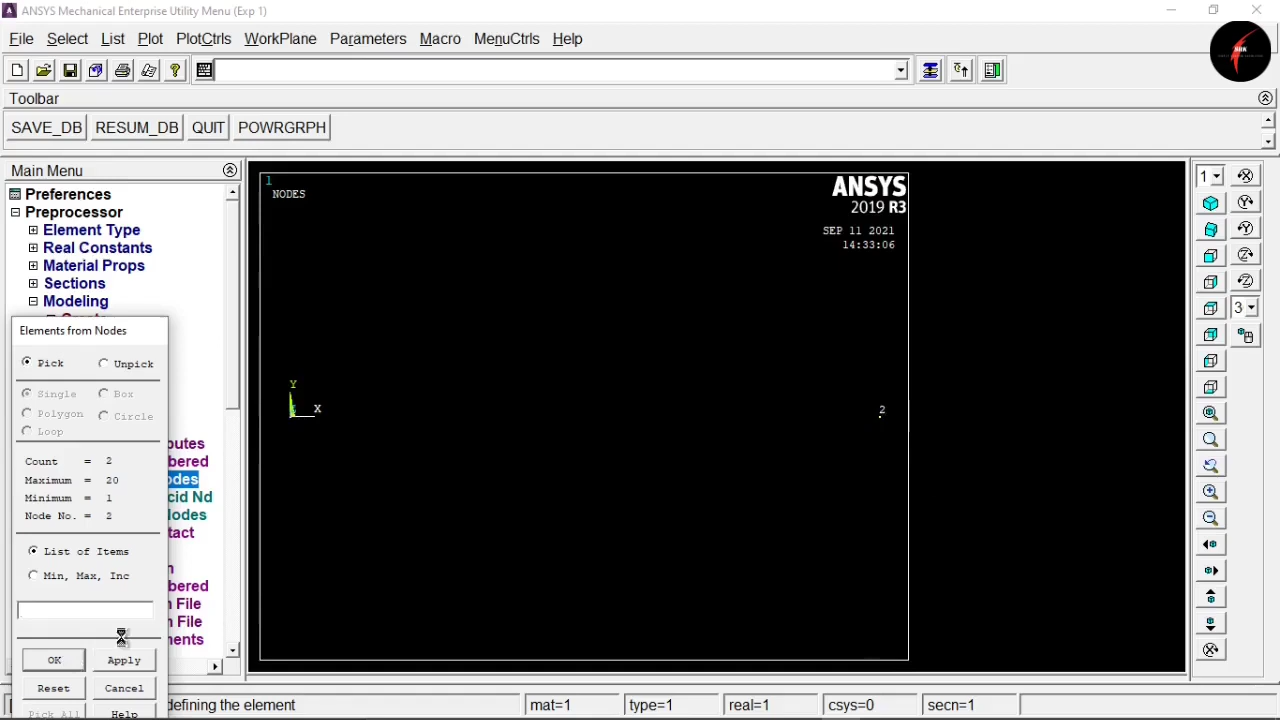 ANSYS Mechanical Enterprise Utility Menu (Exp 1)
File Select List Plot PlotCtrls WorkPlane Parameters Macro MenuCtrls Help
Toolbar
SAVE_DB RESUM_DB QUIT POWRGRPH
Main Menu
Preferences
Preprocessor
Element Type
Real Constants
Material Props
Sections
Modeling
Elements from Nodes
Pick Unpick
Single Box
Polygon Circle
Loop
Count = 2
Maximum = 20
Minimum = 1
Node No. = 2
List of Items
Min, Max, Inc
OK Apply
Reset Cancel
Pick All Help
butes
bered
odes
cid Nd
lodes
tact
n
bered
n File
n File
nents
1
NODES
ANSYS
2019 R3
SEP 11 2021
14:33:06
Y
X
2
1
3
defining the element
mat=1 type=1 real=1 csys=0 secn=1